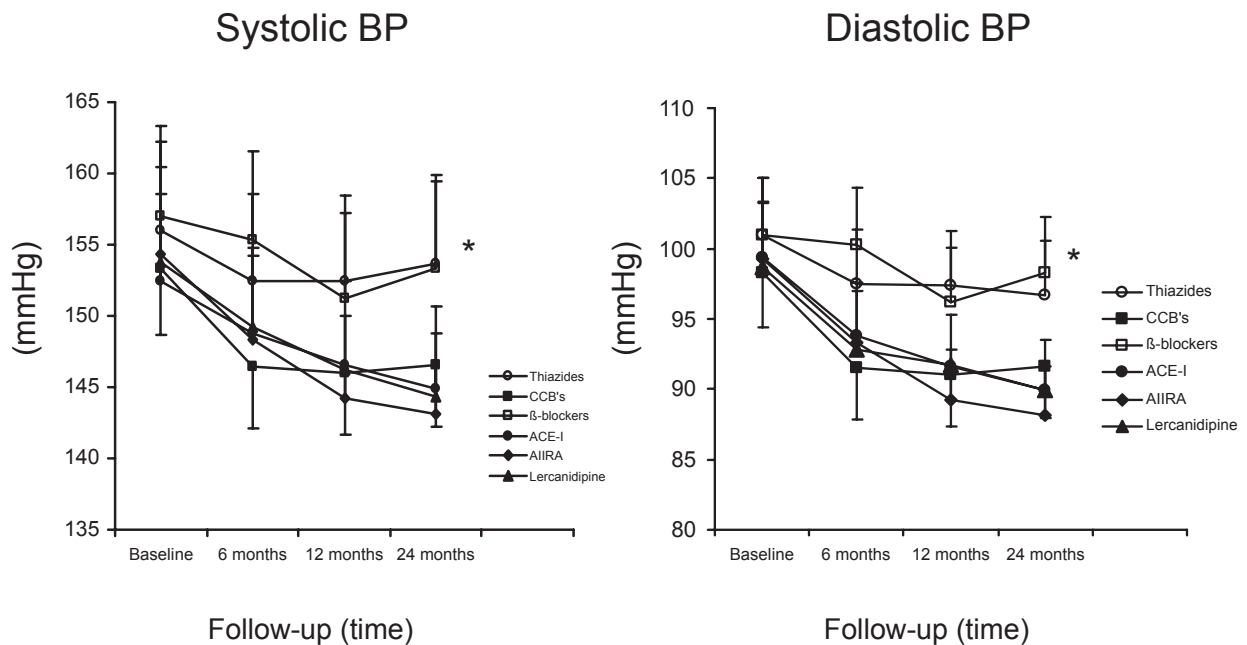 Systolic BP
(mmHg)
165
160
155
150
145
140
135
*
Thiazides
CCB's
ß-blockers
ACE-I
AIIRA
Lercanidipine
Baseline 6 months 12 months 24 months
Follow-up (time)
Diastolic BP
(mmHg)
110
105
100
95
90
85
80
*
Thiazides
CCB's
ß-blockers
ACE-I
AIIRA
Lercanidipine
Baseline 6 months 12 months 24 months
Follow-up (time)